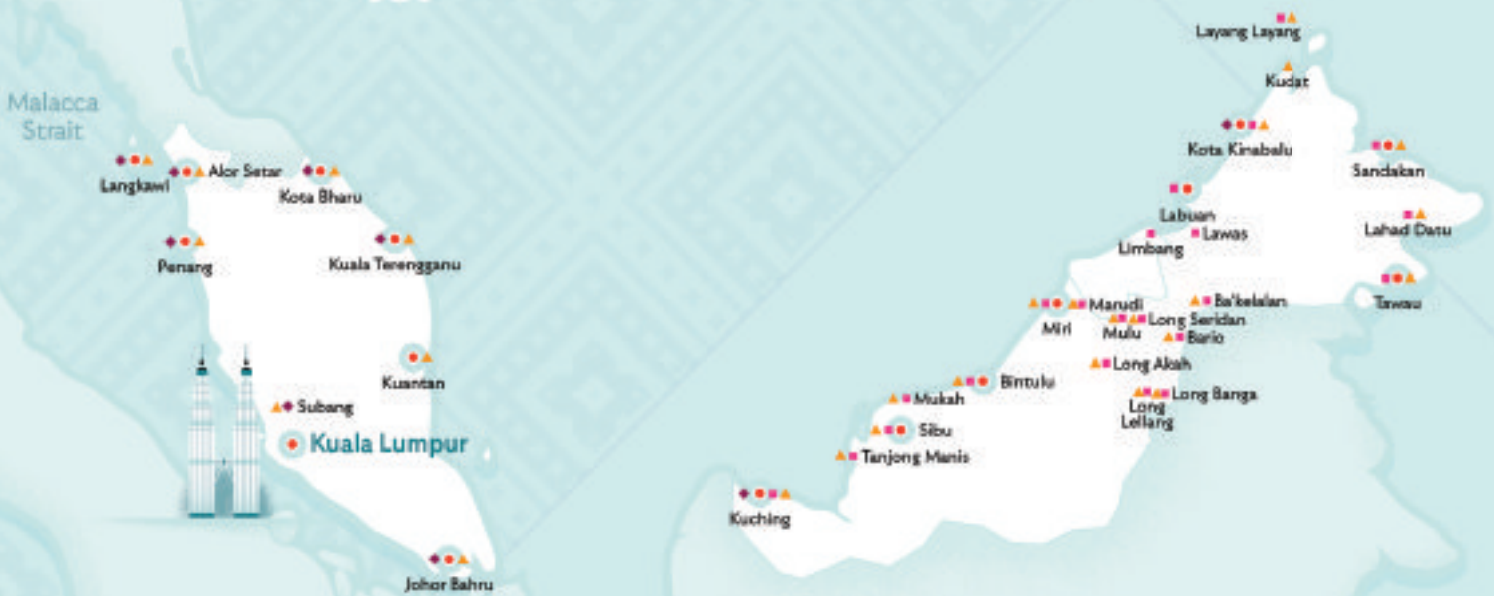 Malacca
Strait
Langkawi
Alor Setar
Kota Bharu
Penang
Kuala Terengganu
Kuantan
Subang
Kuala Lumpur
Johor Bahru
Layang Layang
Kudat
Kota Kinabalu
Sandakan
Labuan
Lahad Datu
Limbang
Lawas
Tawau
Miri
Marudi
Ba'kelalan
Mulu
Long Seridan
Bario
Long Akah
Bintulu
Mukah
Long Banga
Long
Lellang
Sibu
Tanjong Manis
Kuching